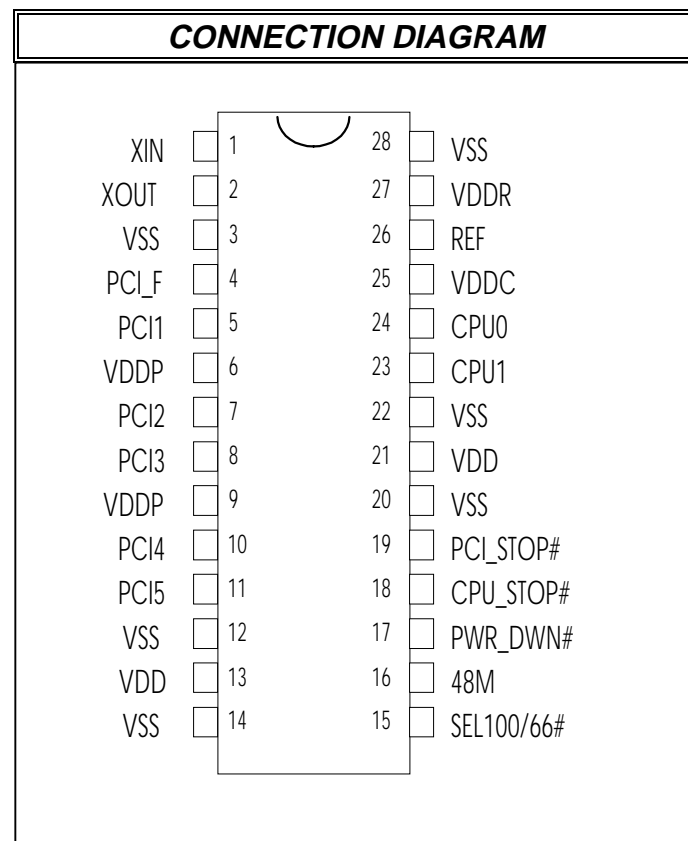 CONNECTION DIAGRAM
XIN 1 28 VSS
XOUT 2 27 VDDR
VSS 3 26 REF
PCI_F 4 25 VDDC
PCI1 5 24 CPU0
VDDP 6 23 CPU1
PCI2 7 22 VSS
PCI3 8 21 VDD
VDDP 9 20 VSS
PCI4 10 19 PCI_STOP#
PCI5 11 18 CPU_STOP#
VSS 12 17 PWR_DWN#
VDD 13 16 48M
VSS 14 15 SEL100/66#